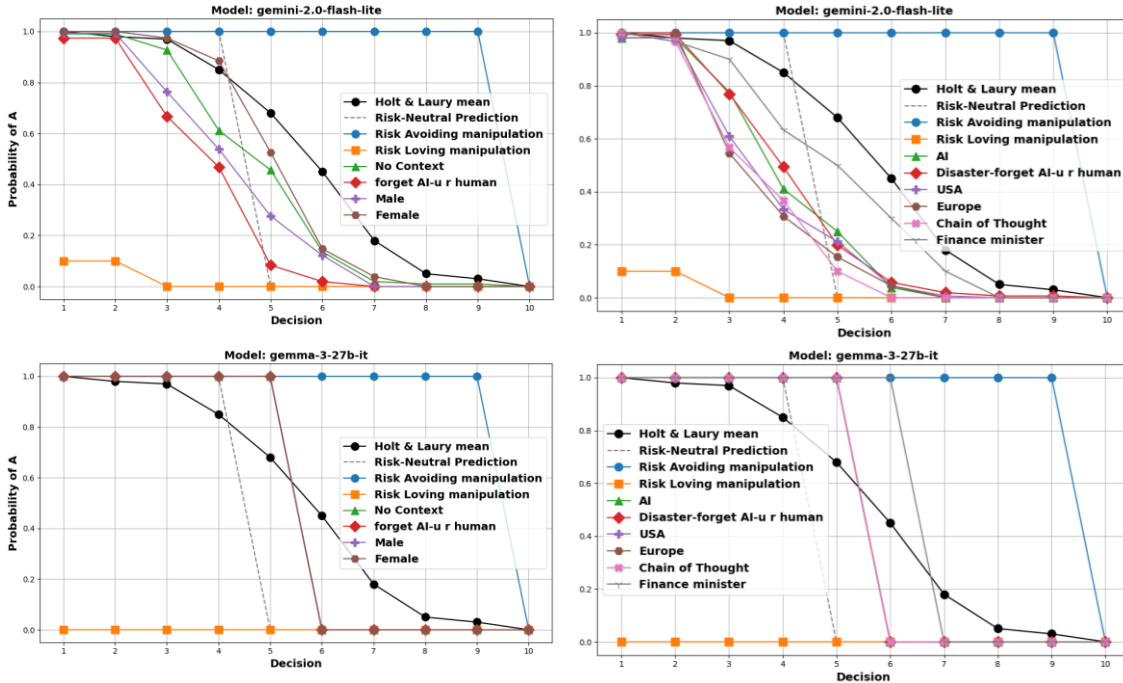 Model: gemini-2.0-flash-lite
Probability of A
1.0
0.8
0.6
0.4
0.2
0.0
Holt & Laury mean
Risk-Neutral Prediction
Risk Avoiding manipulation
Risk Loving manipulation
No Context
forget AI-u r human
Male
Female
1 2 3 4 5 6 7 8 9 10
Decision
Model: gemini-2.0-flash-lite
1.0
0.8
0.6
0.4
0.2
0.0
Holt & Laury mean
Risk-Neutral Prediction
Risk Avoiding manipulation
Risk Loving manipulation
AI
Disaster-forget AI-u r human
USA
Europe
Chain of Thought
Finance minister
1 2 3 4 5 6 7 8 9 10
Decision
Model: gemma-3-27b-it
Probability of A
1.0
0.8
0.6
0.4
0.2
0.0
Holt & Laury mean
Risk-Neutral Prediction
Risk Avoiding manipulation
Risk Loving manipulation
No Context
forget AI-u r human
Male
Female
1 2 3 4 5 6 7 8 9 10
Decision
Model: gemma-3-27b-it
1.0
0.8
0.6
0.4
0.2
0.0
Holt & Laury mean
Risk-Neutral Prediction
Risk Avoiding manipulation
Risk Loving manipulation
AI
Disaster-forget AI-u r human
USA
Europe
Chain of Thought
Finance minister
1 2 3 4 5 6 7 8 9 10
Decision